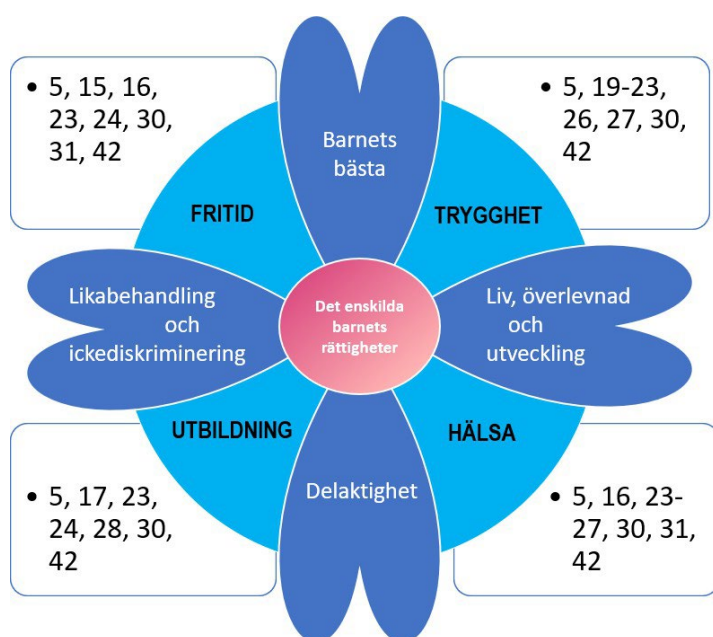 • 5, 15, 16,
23, 24, 30,
31, 42
• 5, 19-23,
26, 27, 30,
42
Barnets
bästa
FRITID
TRYGGHET
Likabehandling
och
ickediskriminering
Det enskilda
barnets
rättigheter
Liv, överlevnad
och
utveckling
UTBILDNING
HÄLSA
Delaktighet
• 5, 17, 23,
24, 28, 30,
42
• 5, 16, 23-
27, 30, 31,
42